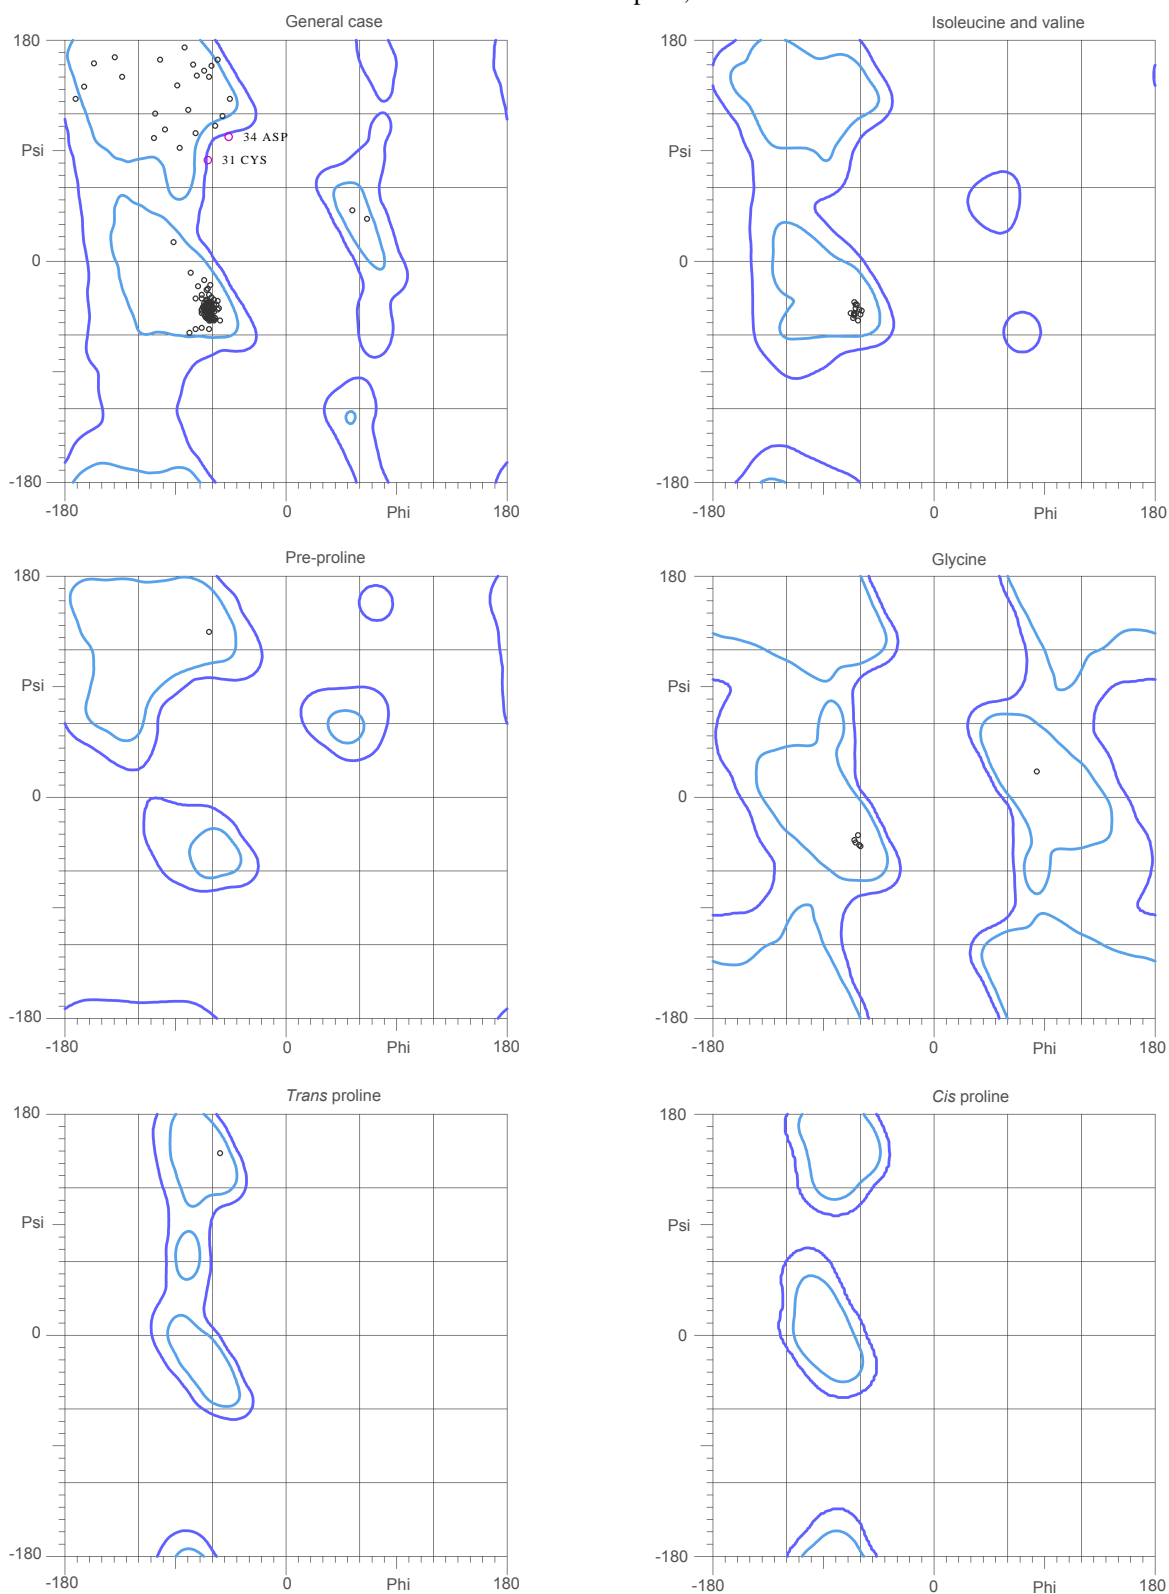 General case
Isoleucine and valine
180
34 ASP
31 CYS
Psi
0
-180
-180
0
Phi
180
180
Psi
0
-180
-180
0
Phi
180
Pre-proline
Glycine
180
Psi
0
-180
-180
0
Phi
180
180
Psi
0
-180
-180
0
Phi
180
Trans proline
Cis proline
180
Psi
0
-180
-180
0
Phi
180
180
Psi
0
-180
-180
0
Phi
180